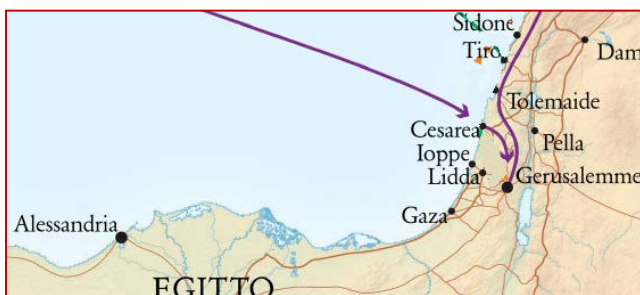 Sidone
Tiro
Dam
Tolemaide
Cesarea
Pella
Ioppe
Lidda
Gerusalemme
Gaza
Alessandria
EGITTO